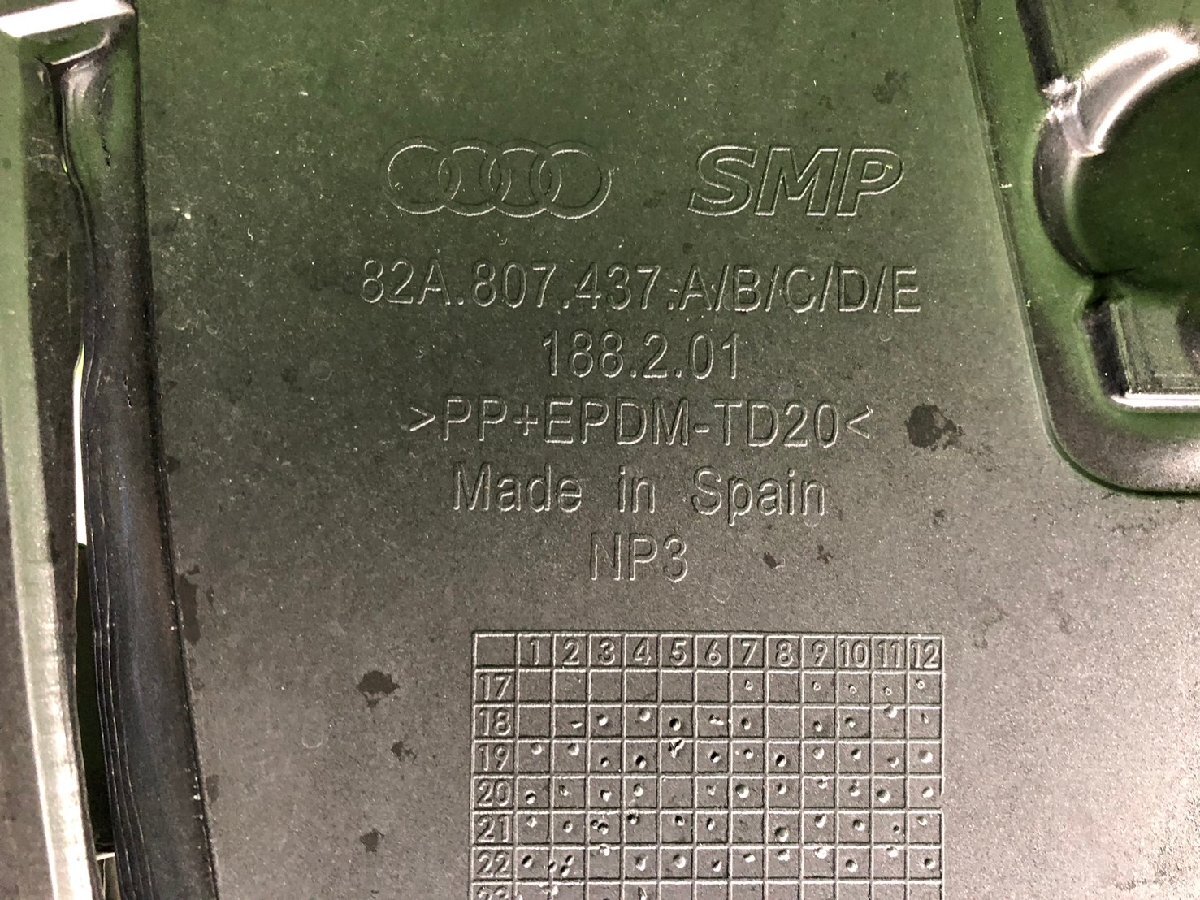 SMP
82A.807.437.A/B/C/D/E
188.2.01
>PP+EPDM-TD20<
Made in Spain
NP3
1 2 3 4 5 6 7 8 9 10 11 12
17
18
19
20
21
22
23